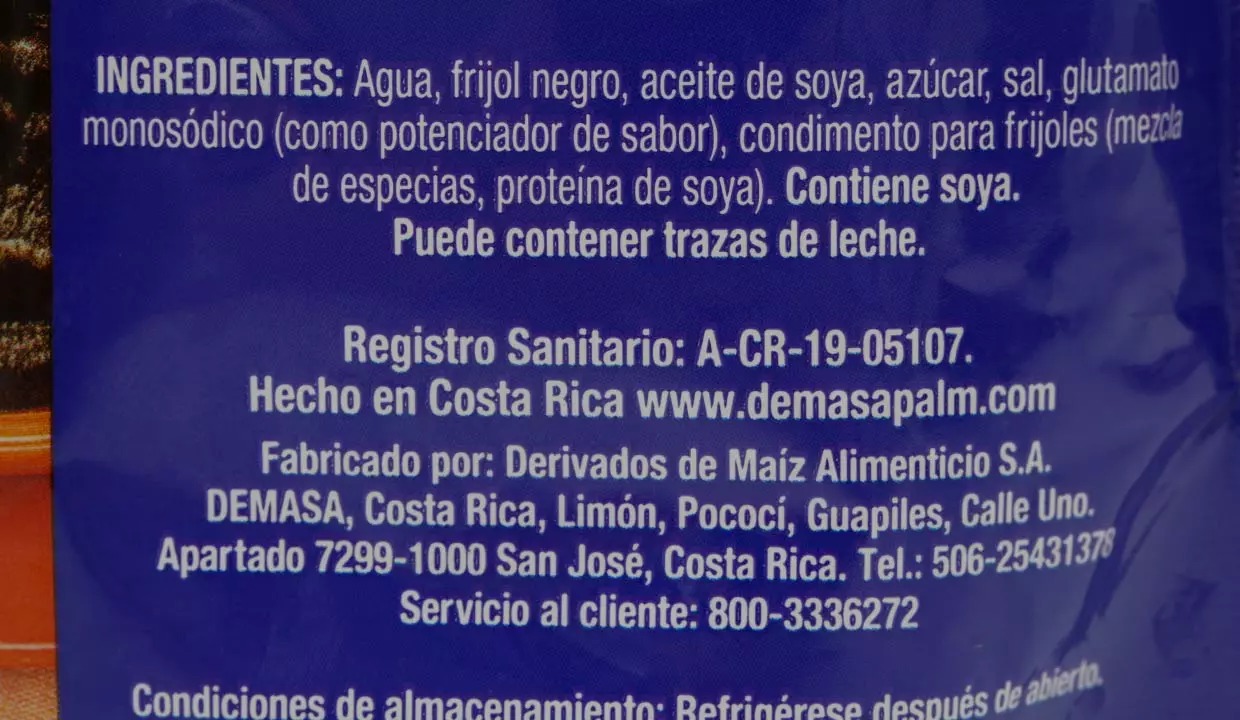 INGREDIENTES: Agua, frijol negro, aceite de soya, azúcar, sal, glutamato
monosódico (como potenciador de sabor), condimento para frijoles (mezcla
de especias, proteína de soya). Contiene soya.
Puede contener trazas de leche.
Registro Sanitario: A-CR-19-05107.
Hecho en Costa Rica www.demasapalm.com
Fabricado por: Derivados de Maíz Alimenticio S.A.
DEMASA, Costa Rica, Limón, Pococí, Guapiles, Calle Uno.
Apartado 7299-1000 San José, Costa Rica. Tel.: 506-25431378
Servicio al cliente: 800-3336272
Condiciones de almacenamiento: Refrigérese después de abierto.